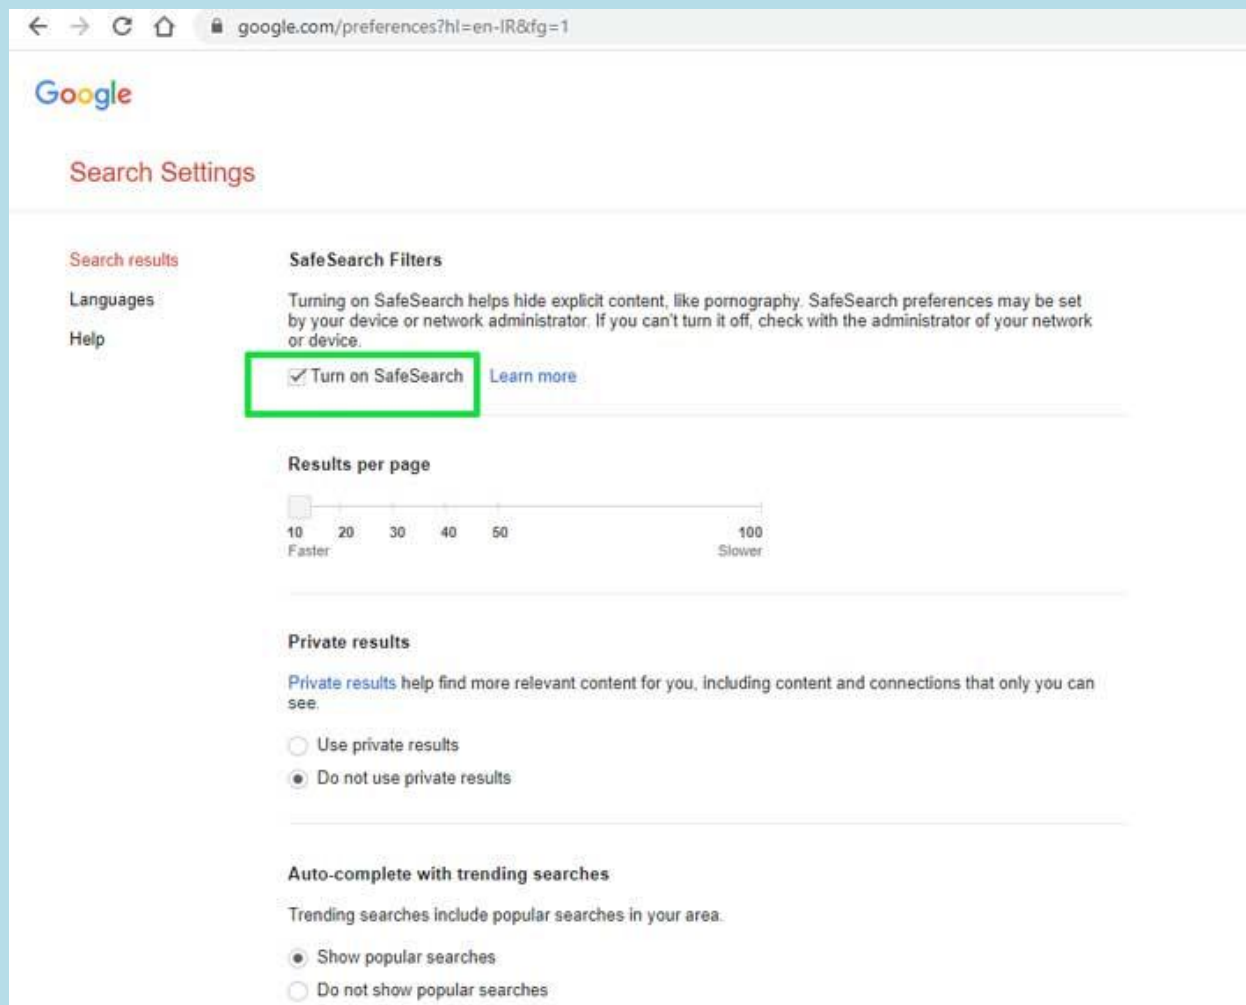 google.com/preferences?hl=en-IR&fg=1
Google
Search Settings
Search results
Languages
Help
SafeSearch Filters
Turning on SafeSearch helps hide explicit content, like pornography. SafeSearch preferences may be set
by your device or network administrator. If you can't turn it off, check with the administrator of your network
or device.
Turn on SafeSearch Learn more
Results per page
10 20 30 40 50 100
Faster Slower
Private results
Private results help find more relevant content for you, including content and connections that only you can
see.
Use private results
Do not use private results
Auto-complete with trending searches
Trending searches include popular searches in your area.
Show popular searches
Do not show popular searches